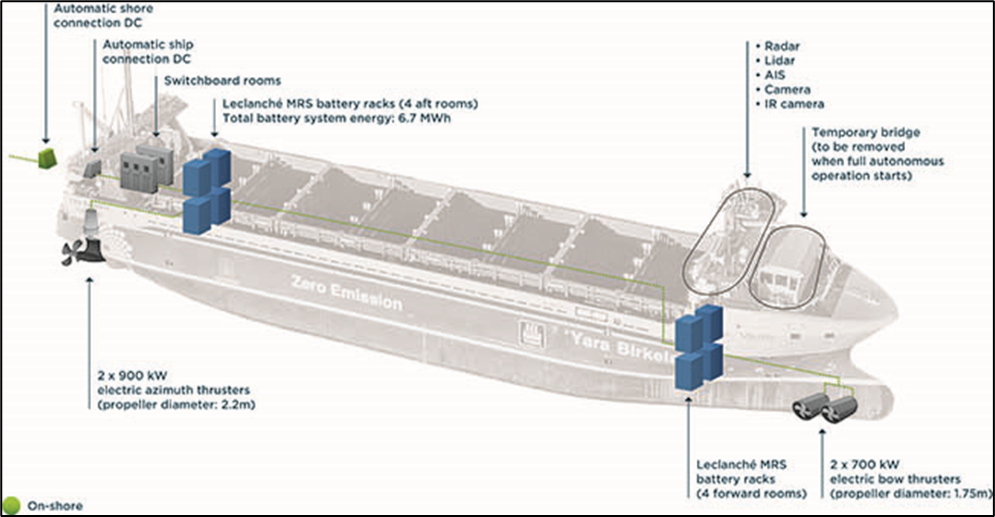 Automatic shore
connection DC
Automatic ship
connection DC
Switchboard rooms
Leclanché MRS battery racks (4 aft rooms)
Total battery system energy: 6.7 MWh
• Radar
• Lidar
• AIS
• Camera
• IR camera
Temporary bridge
(to be removed
when full autonomous
operation starts)
Zero Emission
Yara Birkel
2 x 900 kW
electric azimuth thrusters
(propeller diameter: 2.2m)
Leclanché MRS
battery racks
(4 forward rooms)
2 x 700 kW
electric bow thrusters
(propeller diameter: 1.75m)
On-shore